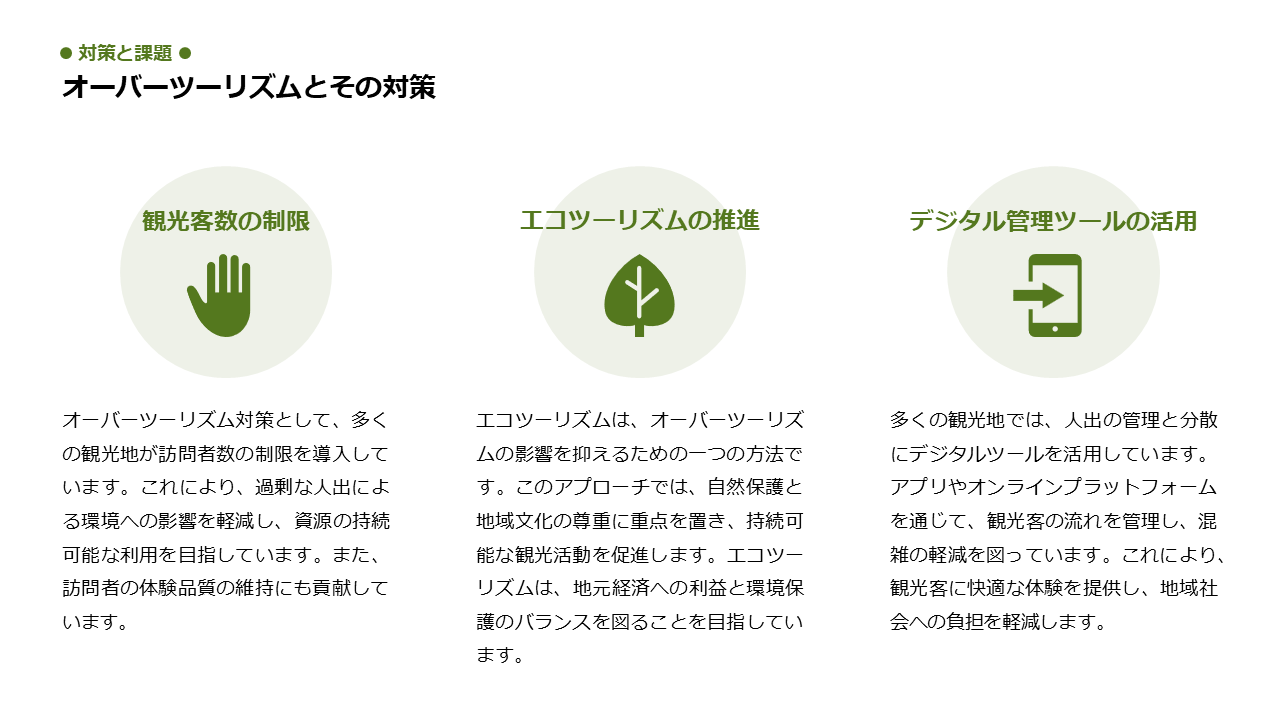 ● 対策と課題 ●
オーバーツーリズムとその対策
観光客数の制限
オーバーツーリズム対策として、多く
の観光地が訪問者数の制限を導入して
います。これにより、過剰な人出によ
る環境への影響を軽減し、資源の持続
可能な利用を目指しています。また、
訪問者の体験品質の維持にも貢献して
います。
エコツーリズムの推進
エコツーリズムは、オーバーツーリズ
ムの影響を抑えるための一つの方法で
す。このアプローチでは、自然保護と
地域文化の尊重に重点を置き、持続可
能な観光活動を促進します。エコツー
リズムは、地元経済への利益と環境保
護のバランスを図ることを目指してい
ます。
デジタル管理ツールの活用
多くの観光地では、人出の管理と分散
にデジタルツールを活用しています。
アプリやオンラインプラットフォーム
を通じて、観光客の流れを管理し、混
雑の軽減を図っています。これにより、
観光客に快適な体験を提供し、地域社
会への負担を軽減します。